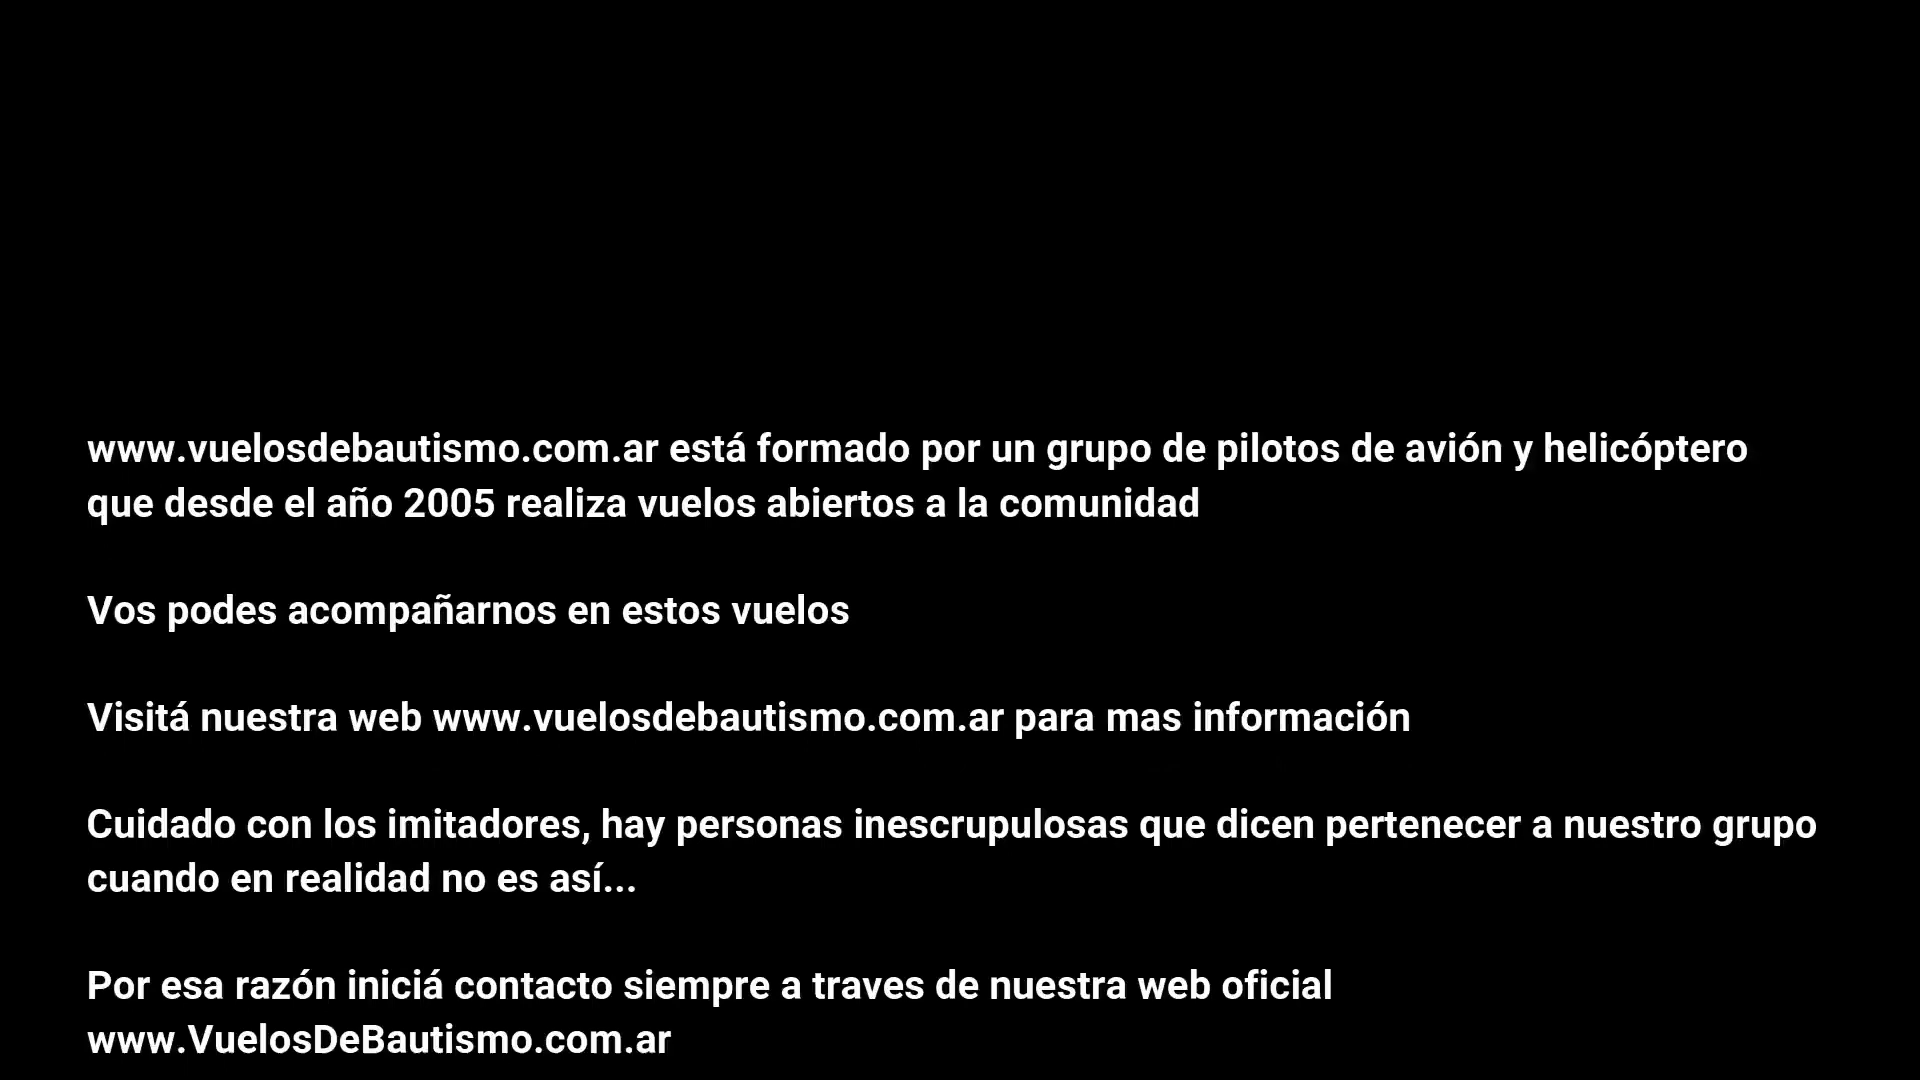 www.vuelosdebautismo.com.ar está formado por un grupo de pilotos de avión y helicóptero
que desde el año 2005 realiza vuelos abiertos a la comunidad
Vos podes acompañarnos en estos vuelos
Visitá nuestra web www.vuelosdebautismo.com.ar para mas información
Cuidado con los imitadores, hay personas inescrupulosas que dicen pertenecer a nuestro grupo
cuando en realidad no es así...
Por esa razón iniciá contacto siempre a traves de nuestra web oficial
www.VuelosDeBautismo.com.ar